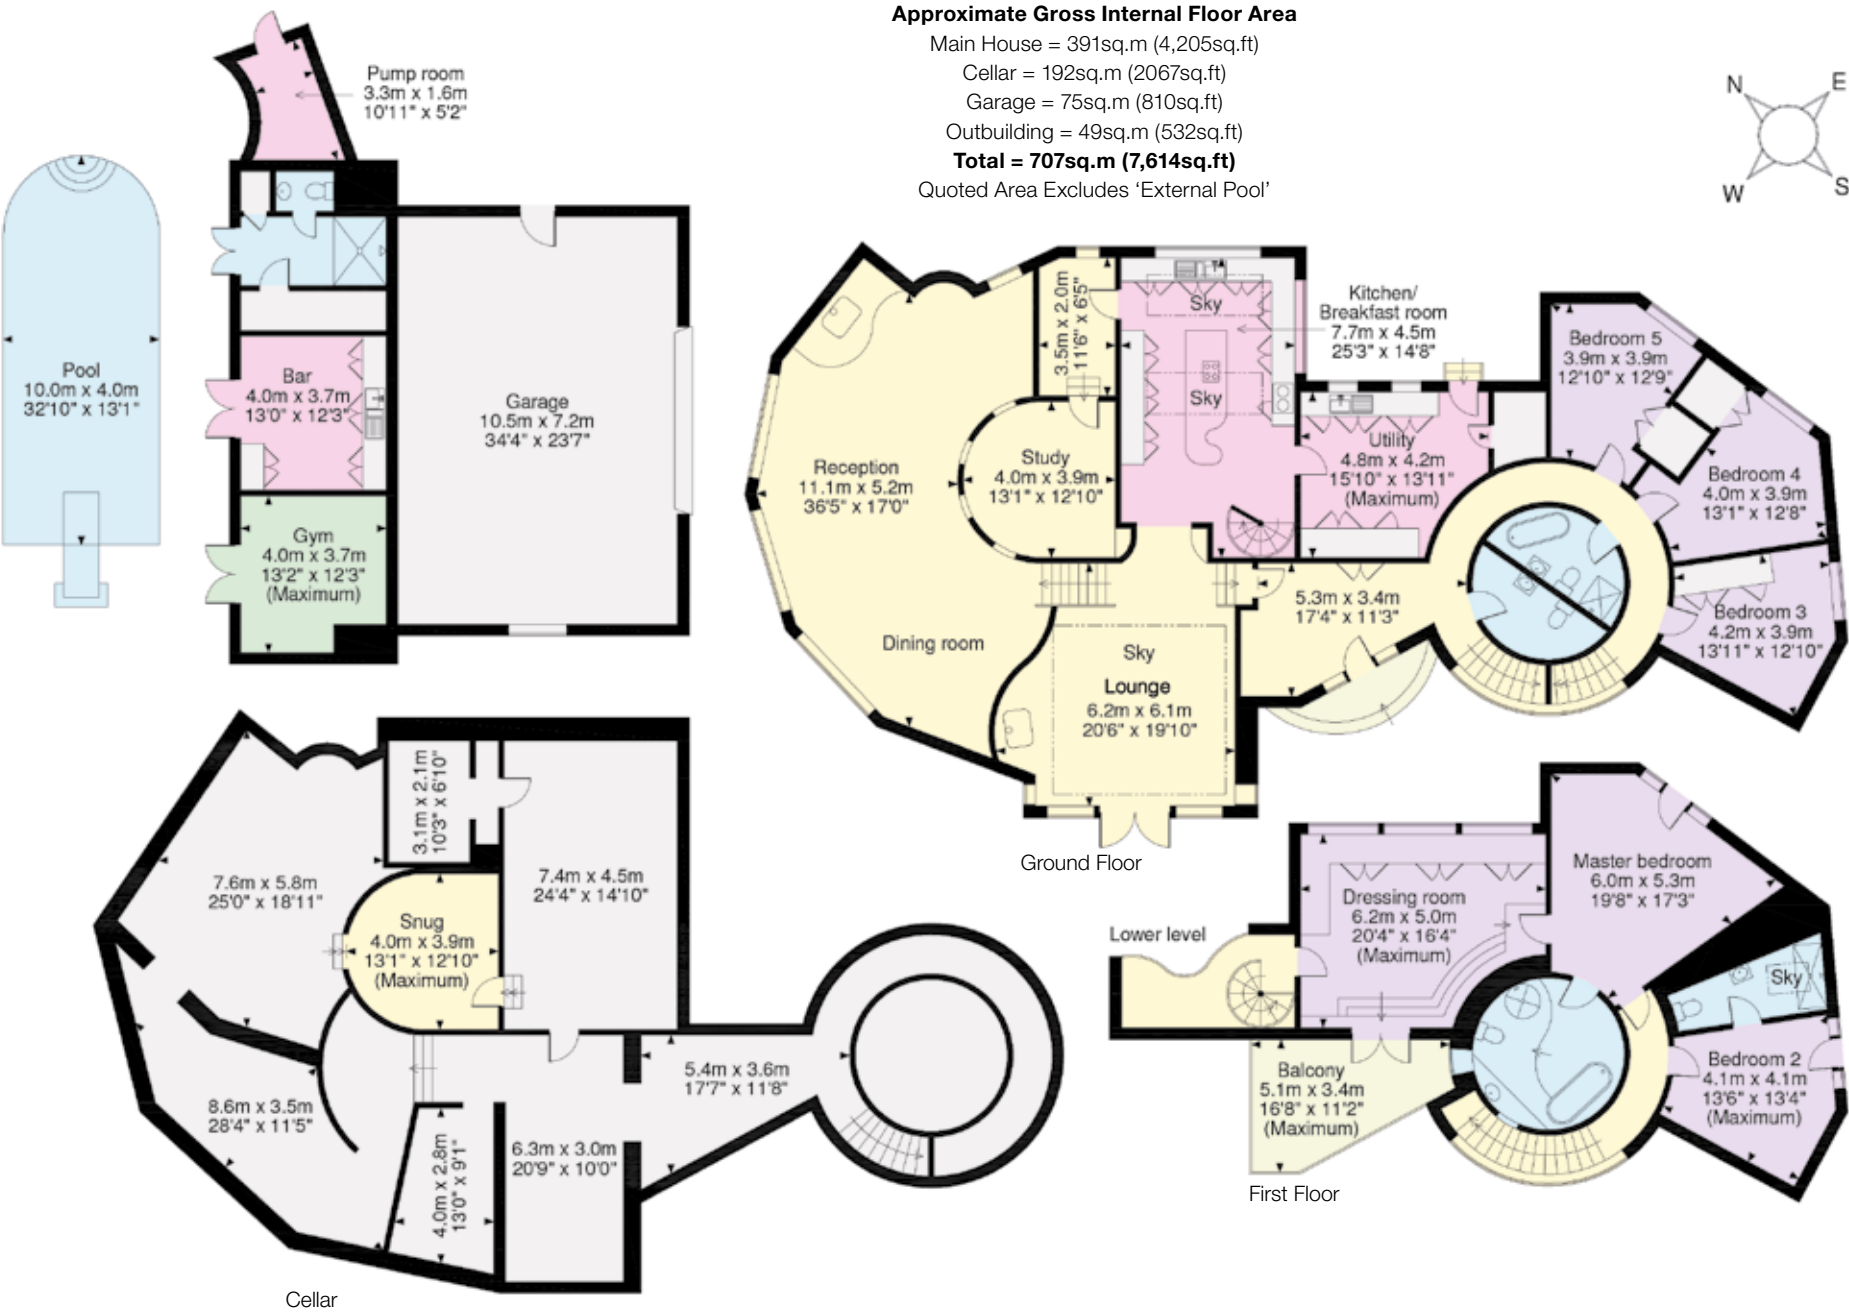 Approximate Gross Internal Floor Area
Main House = 391sq.m (4,205sq.ft)
Cellar = 192sq.m (2067sq.ft)
Garage = 75sq.m (810sq.ft)
Outbuilding = 49sq.m (532sq.ft)
Total = 707sq.m (7,614sq.ft)
Quoted Area Excludes ‘External Pool’
N
E
W
S
Pump room
3.3m x 1.6m
10'11" x 5'2"
Pool
10.0m x 4.0m
32'10" x 13'1"
Bar
4.0m x 3.7m
13'0" x 12'3"
Gym
4.0m x 3.7m
13'2" x 12'3"
(Maximum)
Garage
10.5m x 7.2m
34'4" x 23'7"
Reception
11.1m x 5.2m
36'5" x 17'0"
Dining room
3.5m x 2.0m
11'6" x 6'5"
Study
4.0m x 3.9m
13'1" x 12'10"
Sky
Sky
Kitchen/
Breakfast room
7.7m x 4.5m
25'3" x 14'8"
Utility
4.8m x 4.2m
15'10" x 13'11"
(Maximum)
5.3m x 3.4m
17'4" x 11'3"
Sky
Lounge
6.2m x 6.1m
20'6" x 19'10"
Bedroom 5
3.9m x 3.9m
12'10" x 12'9"
Bedroom 4
4.0m x 3.9m
13'1" x 12'8"
Bedroom 3
4.2m x 3.9m
13'11" x 12'10"
Ground Floor
7.6m x 5.8m
25'0" x 18'11"
3.1m x 2.1m
10'3" x 6'10"
7.4m x 4.5m
24'4" x 14'10"
Snug
4.0m x 3.9m
13'1" x 12'10"
(Maximum)
8.6m x 3.5m
28'4" x 11'5"
4.0m x 2.8m
13'0" x 9'1"
6.3m x 3.0m
20'9" x 10'0"
5.4m x 3.6m
17'7" x 11'8"
Cellar
Lower level
Dressing room
6.2m x 5.0m
20'4" x 16'4"
(Maximum)
Master bedroom
6.0m x 5.3m
19'8" x 17'3"
Sky
Bedroom 2
4.1m x 4.1m
13'6" x 13'4"
(Maximum)
Balcony
5.1m x 3.4m
16'8" x 11'2"
(Maximum)
First Floor